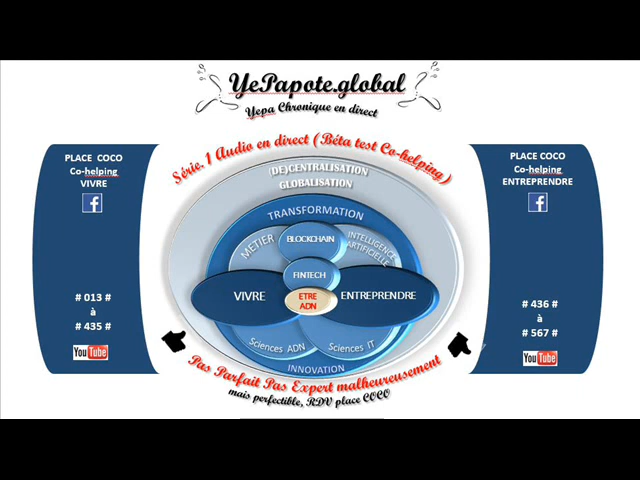 YePapote.global
Yepa Chronique en direct
Série, 1 Audio en direct (Béta test Co-helping)
PLACE COCO
Co-helping
VIVRE
# 013 #
à
# 435 #
YouTube
(DE)CENTRALISATION
GLOBALISATION
TRANSFORMATION
METIER
BLOCKCHAIN
INTELLIGENCE
ARTIFICIELLE
FINTECH
VIVRE
ETRE
ADN
ENTREPRENDRE
Sciences ADN
Sciences IT
INNOVATION
PLACE COCO
Co-helping
ENTREPRENDRE
# 436 #
à
# 567 #
YouTube
Pas Parfait Pas Expert malheureusement
mais perfectible, RDV place COCO